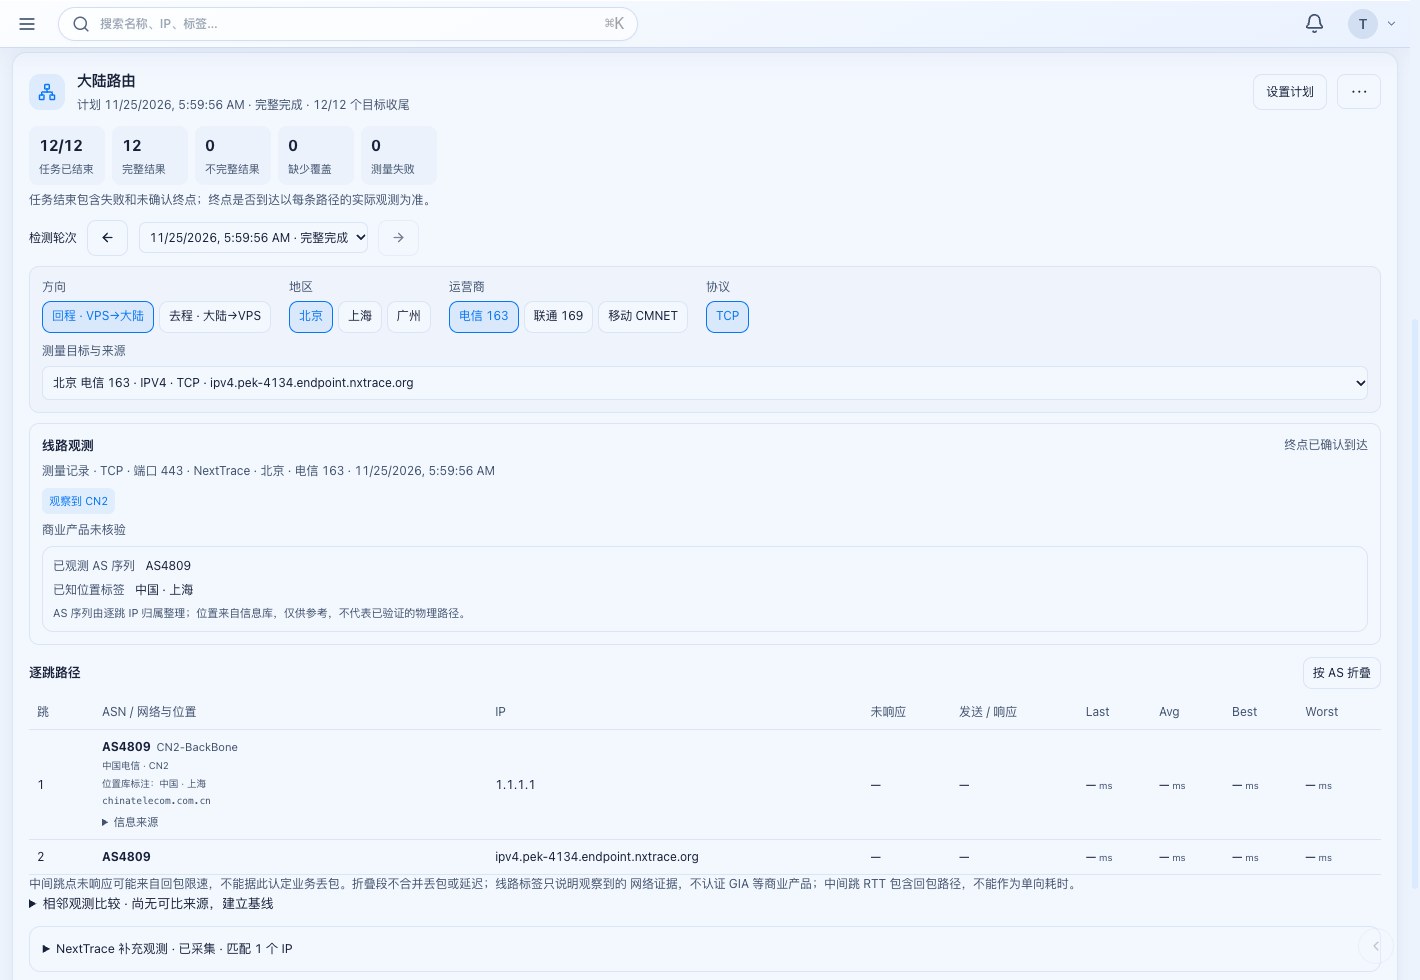 搜索名称、IP、标签...
⌘K
T
大陆路由
计划 11/25/2026, 5:59:56 AM · 完整完成 · 12/12 个目标收尾
设置计划
···
12/12
任务已结束
12
完整结果
0
不完整结果
0
缺少覆盖
0
测量失败
任务结束包含失败和未确认终点；终点是否到达以每条路径的实际观测为准。
检测轮次
←
11/25/2026, 5:59:56 AM · 完整完成
→
方向
地区
运营商
协议
回程 · VPS→大陆
去程 · 大陆→VPS
北京
上海
广州
电信 163
联通 169
移动 CMNET
TCP
测量目标与来源
北京 电信 163 · IPV4 · TCP · ipv4.pek-4134.endpoint.nxtrace.org
线路观测
终点已确认到达
测量记录 · TCP · 端口 443 · NextTrace · 北京 · 电信 163 · 11/25/2026, 5:59:56 AM
观察到 CN2
商业产品未核验
已观测 AS 序列 AS4809
已知位置标签 中国 · 上海
AS 序列由逐跳 IP 归属整理；位置来自信息库，仅供参考，不代表已验证的物理路径。
逐跳路径
按 AS 折叠
跳 ASN / 网络与位置 IP 未响应 发送 / 响应 Last Avg Best Worst
AS4809 CN2-BackBone
中国电信 · CN2
位置库标注：中国 · 上海
1 1.1.1.1 — — — ms — ms — ms — ms
chinatelecom.com.cn
▶ 信息来源
2 AS4809 ipv4.pek-4134.endpoint.nxtrace.org — — — ms — ms — ms — ms
中间跳点未响应可能来自回包限速，不能据此认定业务丢包。折叠段不合并丢包或延迟；线路标签只说明观察到的 网络证据，不认证 GIA 等商业产品；中间跳 RTT 包含回包路径，不能作为单向耗时。
▶ 相邻观测比较 · 尚无可比来源，建立基线
▶ NextTrace 补充观测 · 已采集 · 匹配 1 个 IP